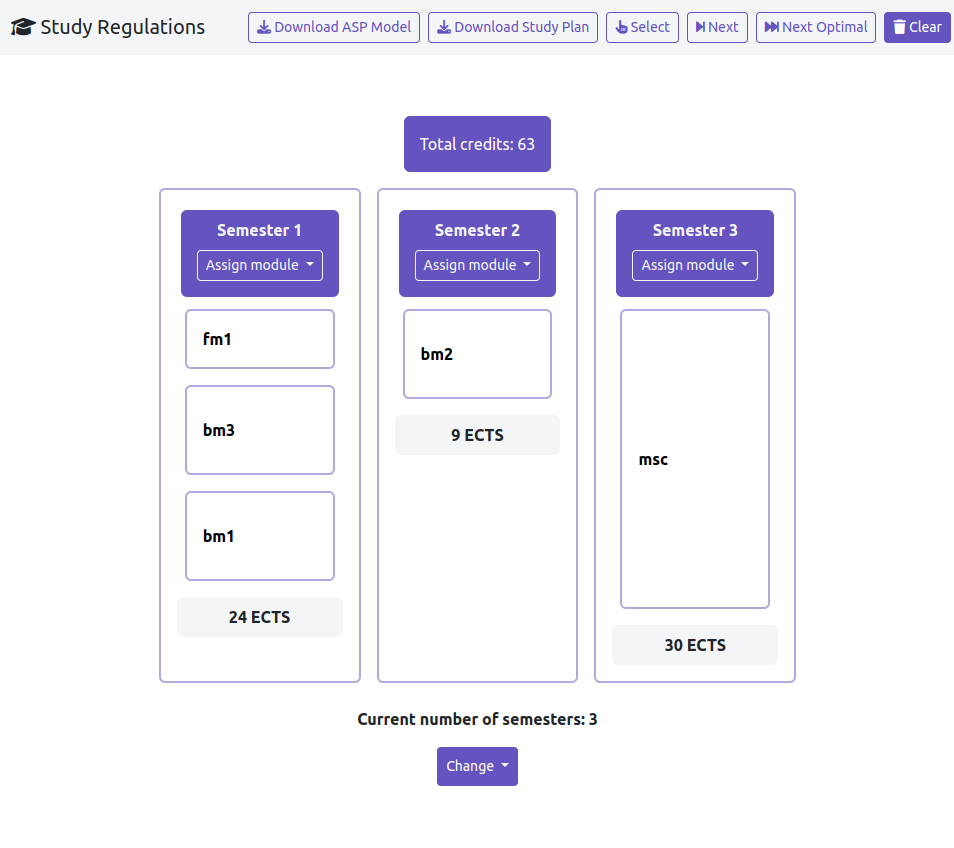 Study Regulations
Download ASP Model
Download Study Plan
Select
Next
Next Optimal
Clear
Total credits: 63
Semester 1
Assign module
fm1
bm3
bm1
24 ECTS
Semester 2
Assign module
bm2
9 ECTS
Semester 3
Assign module
msc
30 ECTS
Current number of semesters: 3
Change